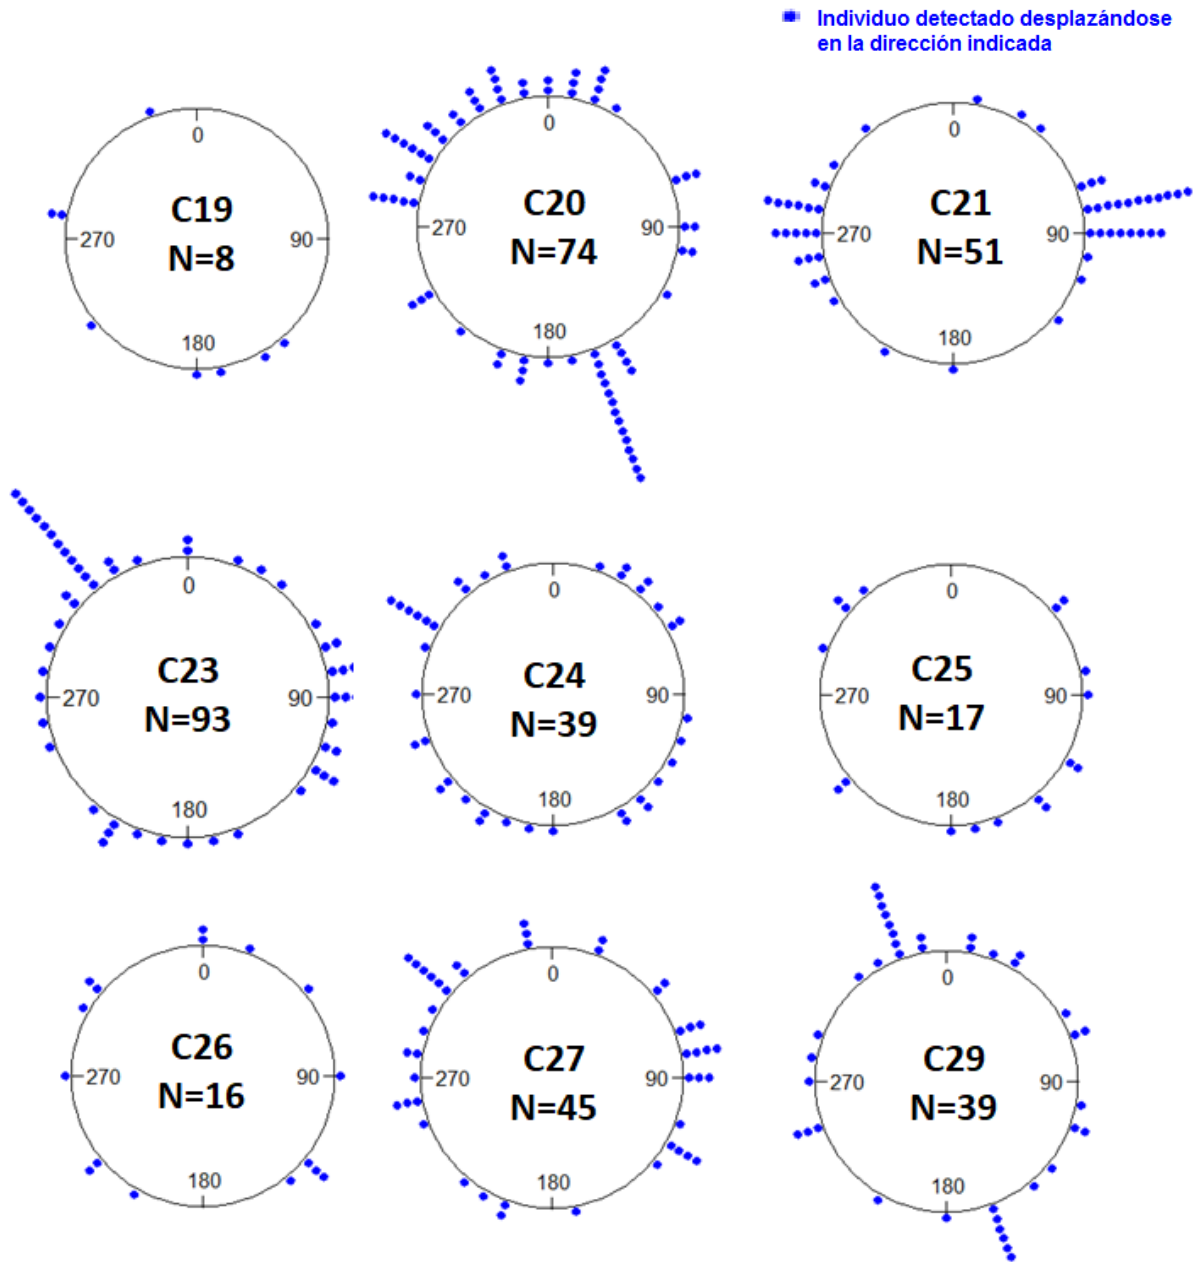 Individuo detectado desplazándose
en la dirección indicada
0
C19
N=8
270
90
180
0
C20
N=74
270
90
180
0
C21
N=51
270
90
180
0
C23
N=93
270
90
180
0
C24
N=39
270
90
180
0
C25
N=17
270
90
180
0
C26
N=16
270
90
180
0
C27
N=45
270
90
180
0
C29
N=39
270
90
180